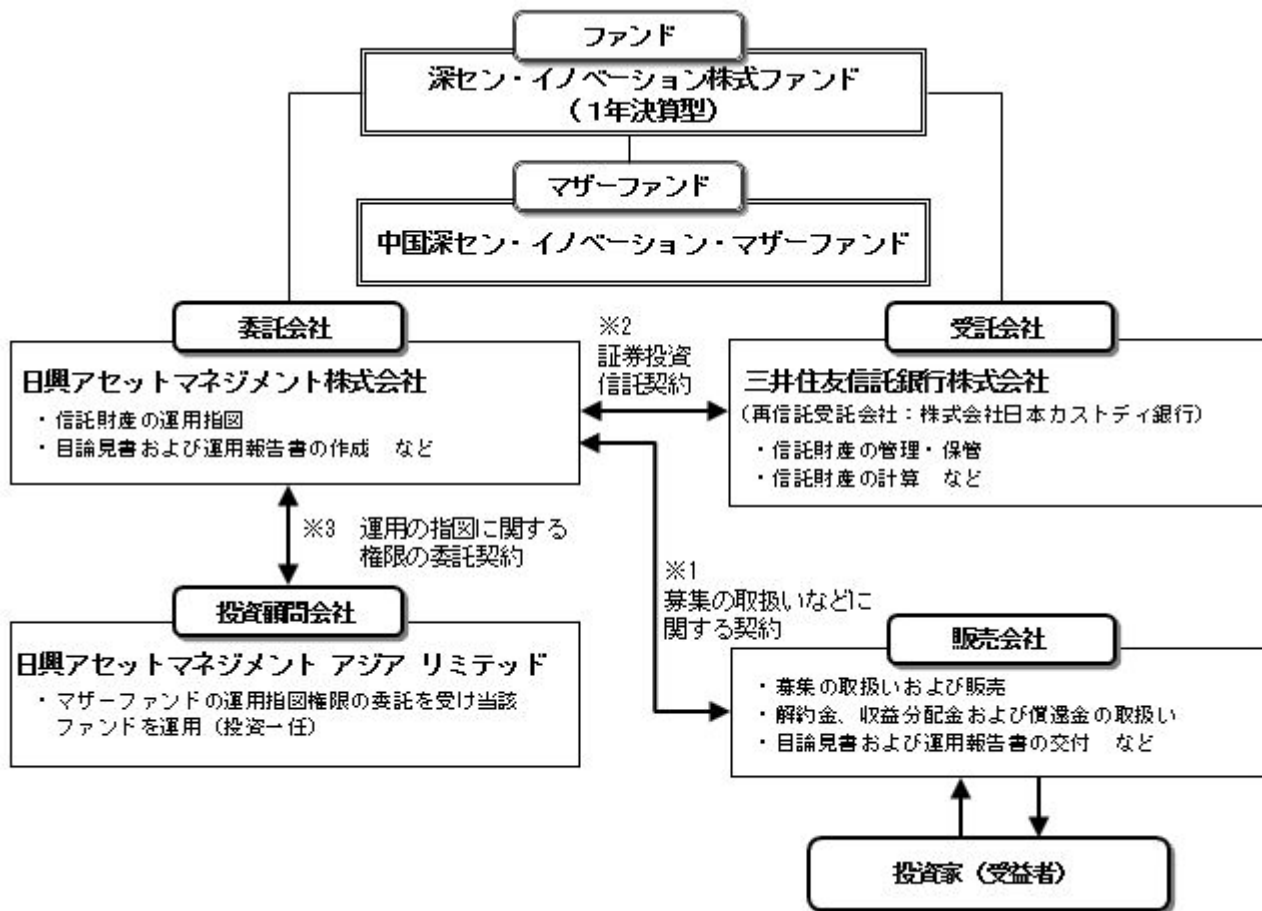 ファンド
深セン・イノベーション株式ファンド
（１年決算型）
マザーファンド
中国深セン・イノベーション・マザーファンド
委託会社
日興アセットマネジメント株式会社
・信託財産の運用指図
・目論見書および運用報告書の作成　など
※2
証券投資
信託契約
受託会社
三井住友信託銀行株式会社
（再信託受託会社：株式会社日本カストディ銀行）
・信託財産の管理・保管
・信託財産の計算　など
※3　運用の指図に関する
権限の委託契約
※1
募集の取扱いなどに
関する契約
投資顧問会社
日興アセットマネジメント アジア リミテッド
・マザーファンドの運用指図権限の委託を受け当該
ファンドを運用（投資一任）
販売会社
・募集の取扱いおよび販売
・解約金、収益分配金および償還金の取扱い
・目論見書および運用報告書の交付　など
投資家（受益者）